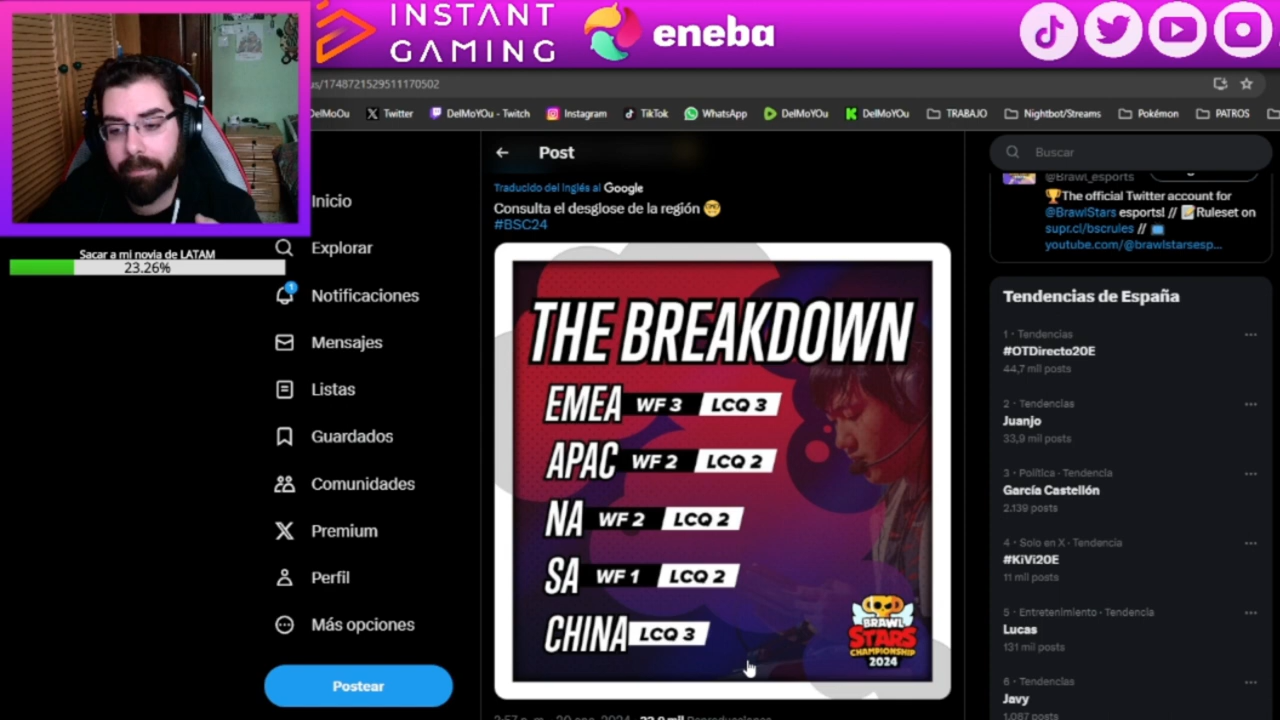 INSTANT
GAMING
eneba
us/1748721529511170502
DelMoOu
Twitter
DelMoYOu - Twitch
Instagram
TikTok
WhatsApp
DelMoYOu
DelMoYOu
TRABAJO
Nightbot/Streams
Pokémon
PATROS
Sacar a mi novia de LATAM
23.26%
Inicio
Explorar
1
Notificaciones
Mensajes
Listas
Guardados
Comunidades
Premium
Perfil
Más opciones
Postear
Post
Traducido del inglés al Google
Consulta el desglose de la región
#BSC24
THE BREAKDOWN
EMEA WF 3 LCQ 3
APAC WF 2 LCQ 2
NA WF 2 LCQ 2
SA WF 1 LCQ 2
CHINA LCQ 3
BRAWL
STARS
CHAMPIONSHIP
2024
Buscar
@Brawl_esports
The official Twitter account for
@BrawlStars esports! // Ruleset on
supr.cl/bscrules //
youtube.com/@brawlstarsesp...
Tendencias de España
1 · Tendencias
#OTDirecto20E
44,7 mil posts
2 · Tendencias
Juanjo
33,9 mil posts
3 · Política · Tendencia
García Castellón
2.139 posts
4 · Solo en X · Tendencia
#KiVi20E
11 mil posts
5 · Entretenimiento · Tendencia
Lucas
131 mil posts
6 · Tendencias
Javy
1.087 posts